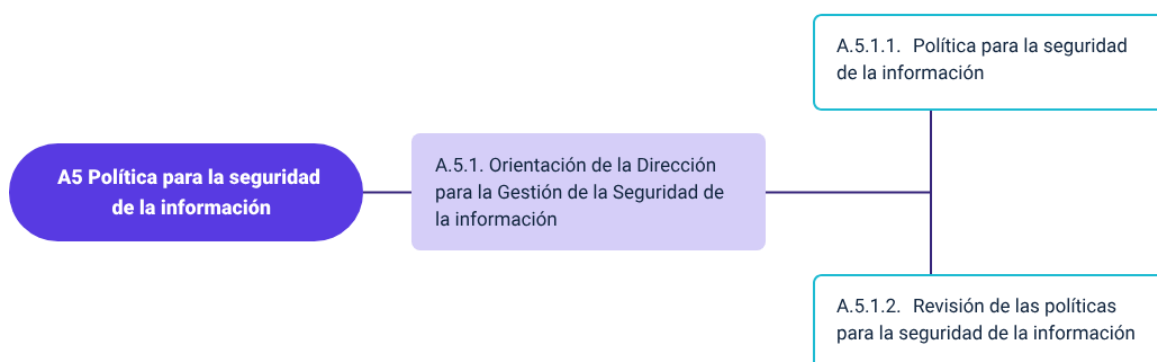 A5 Política para la seguridad
de la información
A.5.1. Orientación de la Dirección
para la Gestión de la Seguridad de
la información
A.5.1.1. Política para la seguridad
de la información
A.5.1.2. Revisión de las políticas
para la seguridad de la información